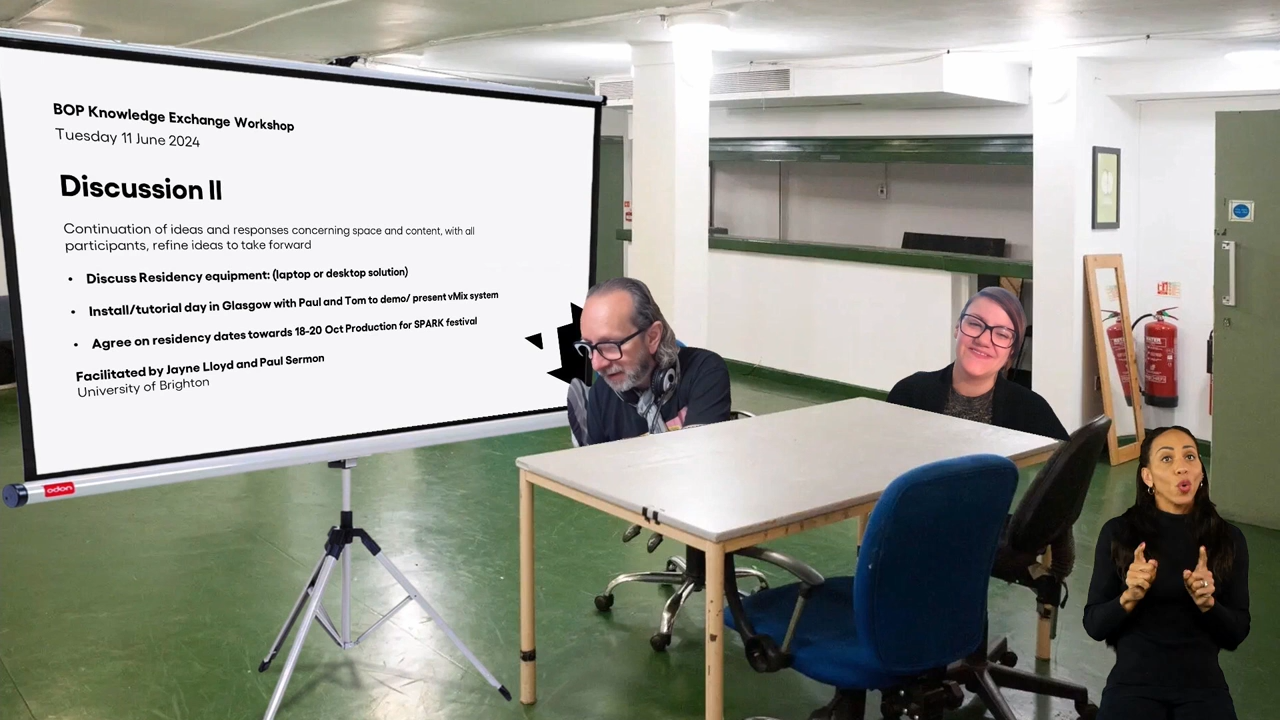 BOP Knowledge Exchange Workshop
Tuesday 11 June 2024
Discussion II
Continuation of ideas and responses concerning space and content, with all
participants, refine ideas to take forward
• Discuss Residency equipment: (laptop or desktop solution)
• Install/tutorial day in Glasgow with Paul and Tom to demo/ present vMix system
• Agree on residency dates towards 18-20 Oct Production for SPARK festival
Facilitated by Jayne Lloyd and Paul Sermon
University of Brighton
odon